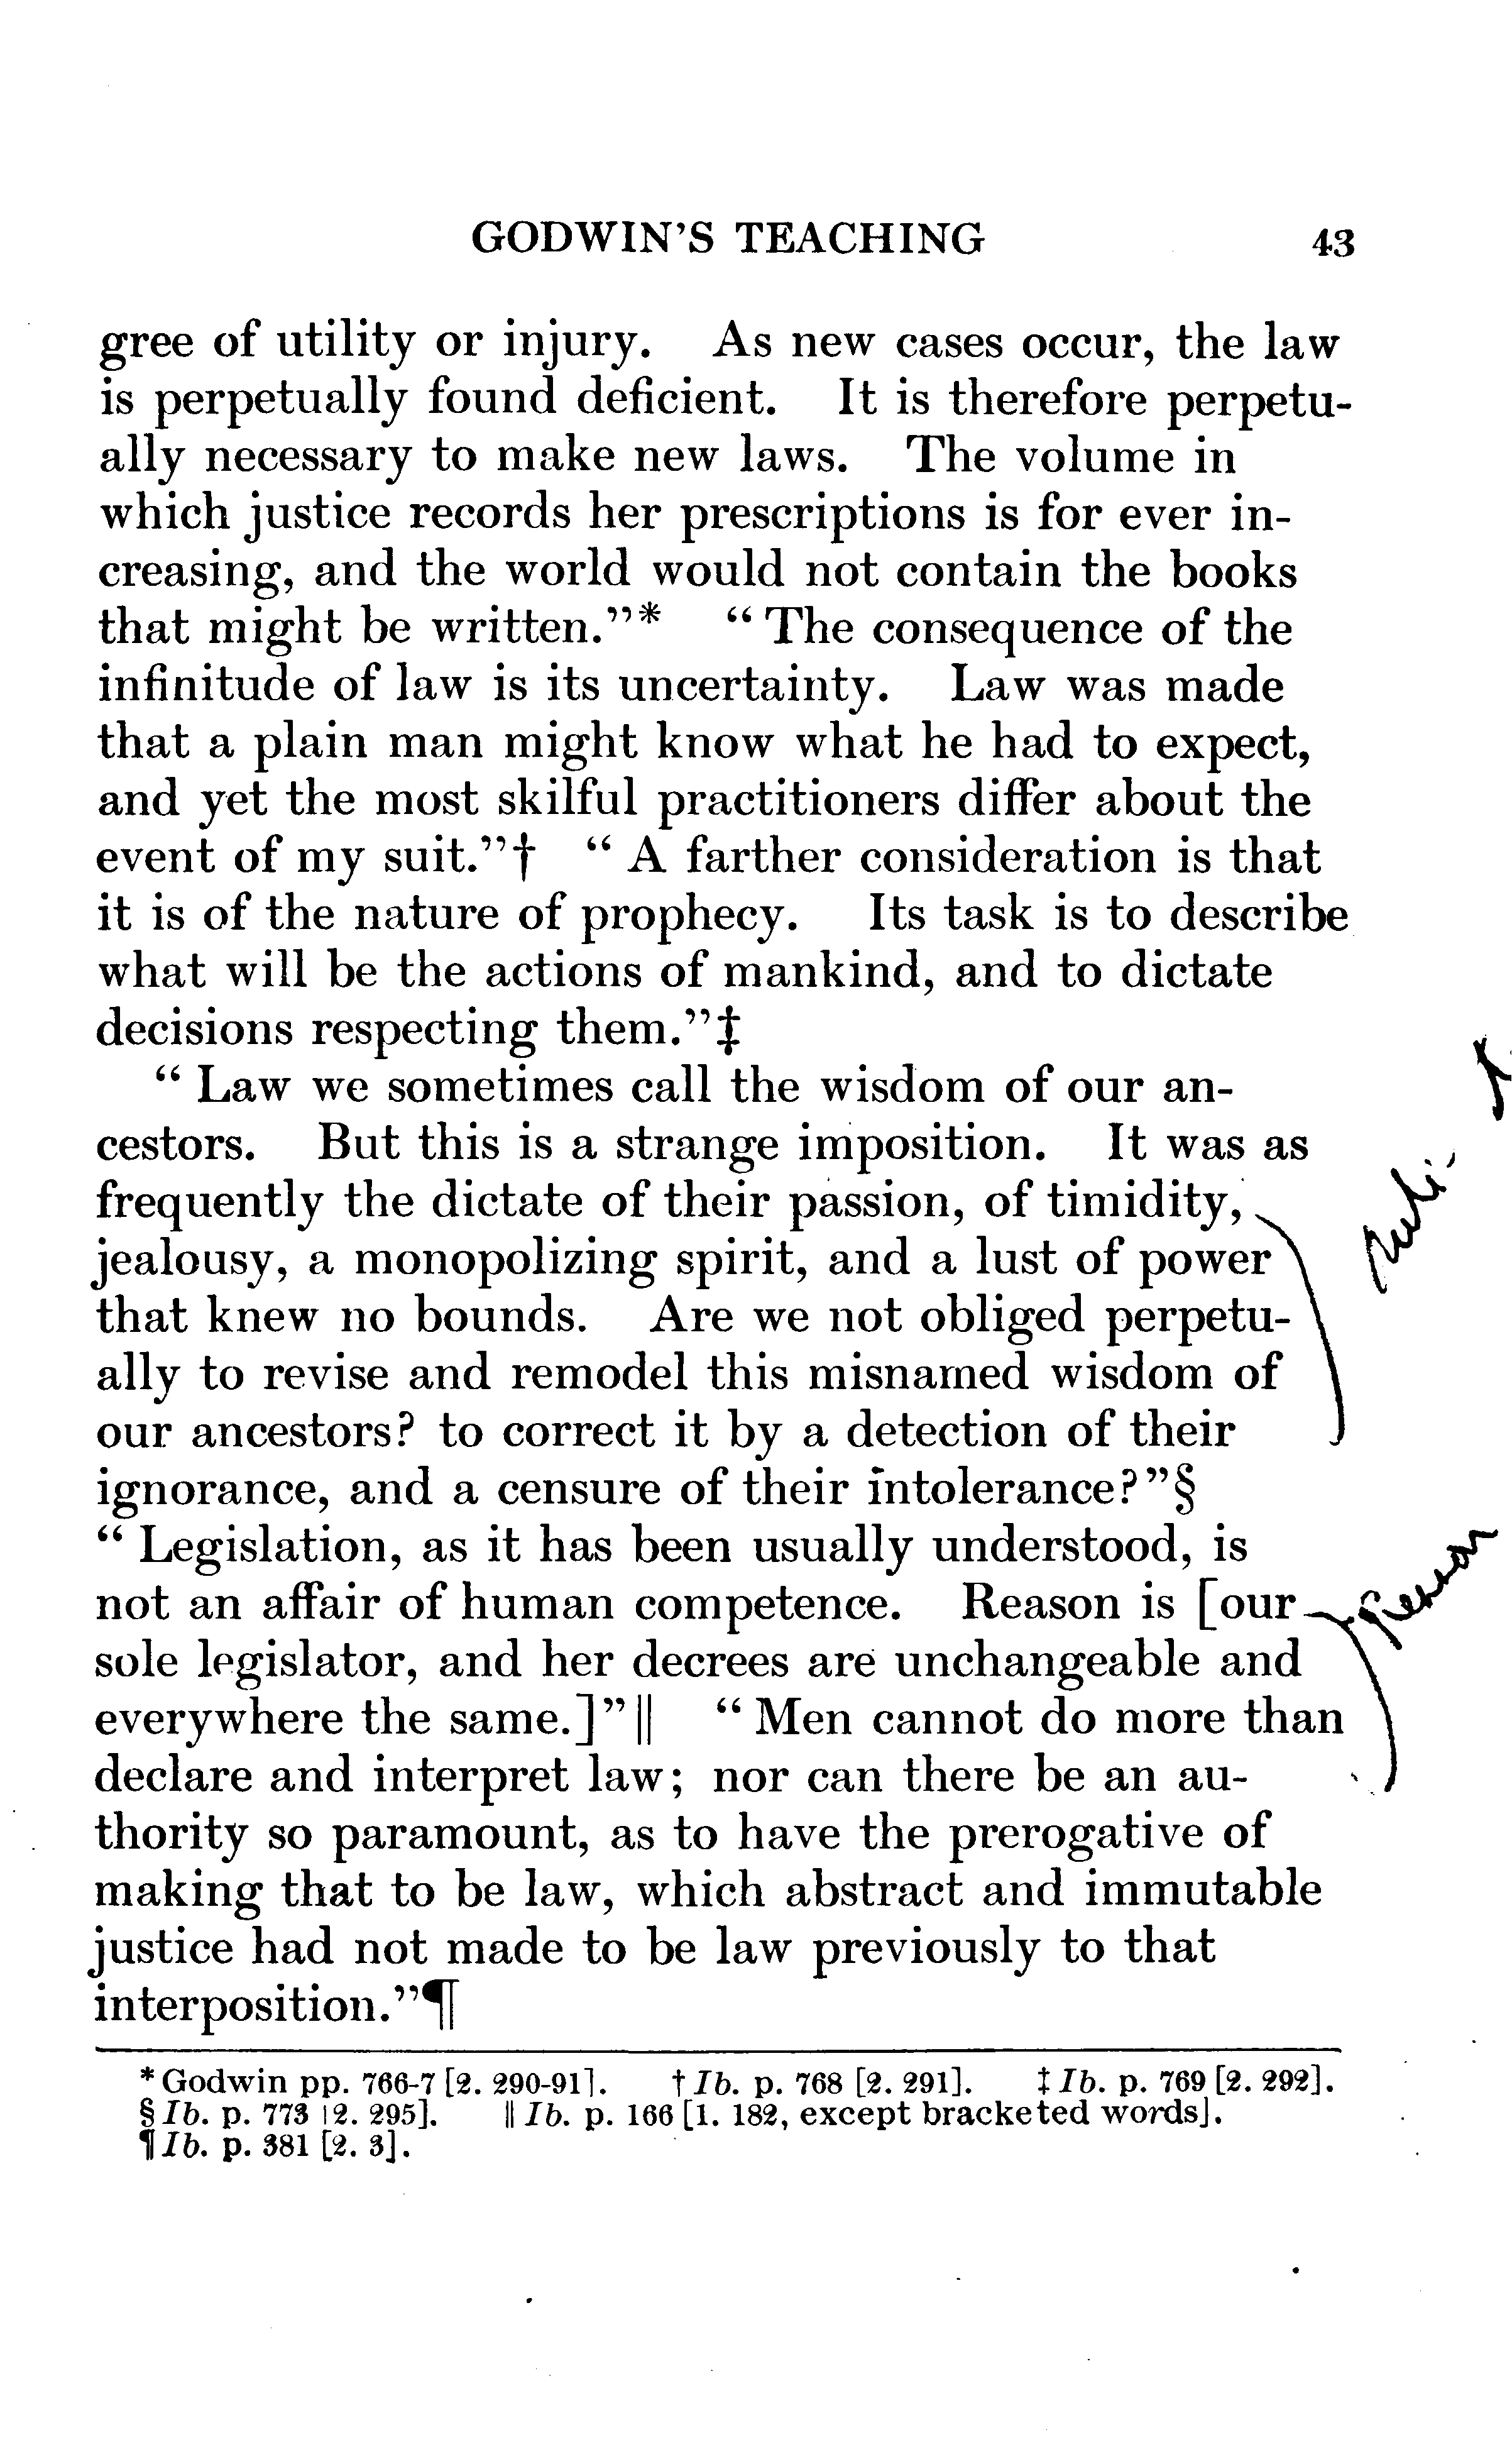 GODWIN'S TEACHING 43
gree of utility or injury. As new cases occur, the law
is perpetually found deficient. It is therefore perpetu-
ally necessary to make new laws. The volume in
which justice records her prescriptions is for ever in-
creasing, and the world would not contain the books
that might be written."* "The consequence of the
infinitude of law is its uncertainty. Law was made
that a plain man might know what he had to expect,
and yet the most skilful practitioners differ about the
event of my suit."† "A farther consideration is that
it is of the nature of prophecy. Its task is to describe
what will be the actions of mankind, and to dictate
decisions respecting them."‡
"Law we sometimes call the wisdom of our an-
cestors. But this is a strange imposition. It was as
frequently the dictate of their passion, of timidity,
jealousy, a monopolizing spirit, and a lust of power
that knew no bounds. Are we not obliged perpetu-
ally to revise and remodel this misnamed wisdom of
our ancestors? to correct it by a detection of their
ignorance, and a censure of their intolerance?"§
"Legislation, as it has been usually understood, is
not an affair of human competence. Reason is [our
sole legislator, and her decrees are unchangeable and
everywhere the same.]"‖ "Men cannot do more than
declare and interpret law; nor can there be an au-
thority so paramount, as to have the prerogative of
making that to be law, which abstract and immutable
justice had not made to be law previously to that
interposition."¶
* Godwin pp. 766-7 [2. 290-91]. † Ib. p. 768 [2. 291]. ‡ Ib. p. 769 [2. 292].
§ Ib. p. 773 [2. 295]. ‖ Ib. p. 166 [1. 182, except bracketed words].
¶ Ib. p. 381 [2. 3].